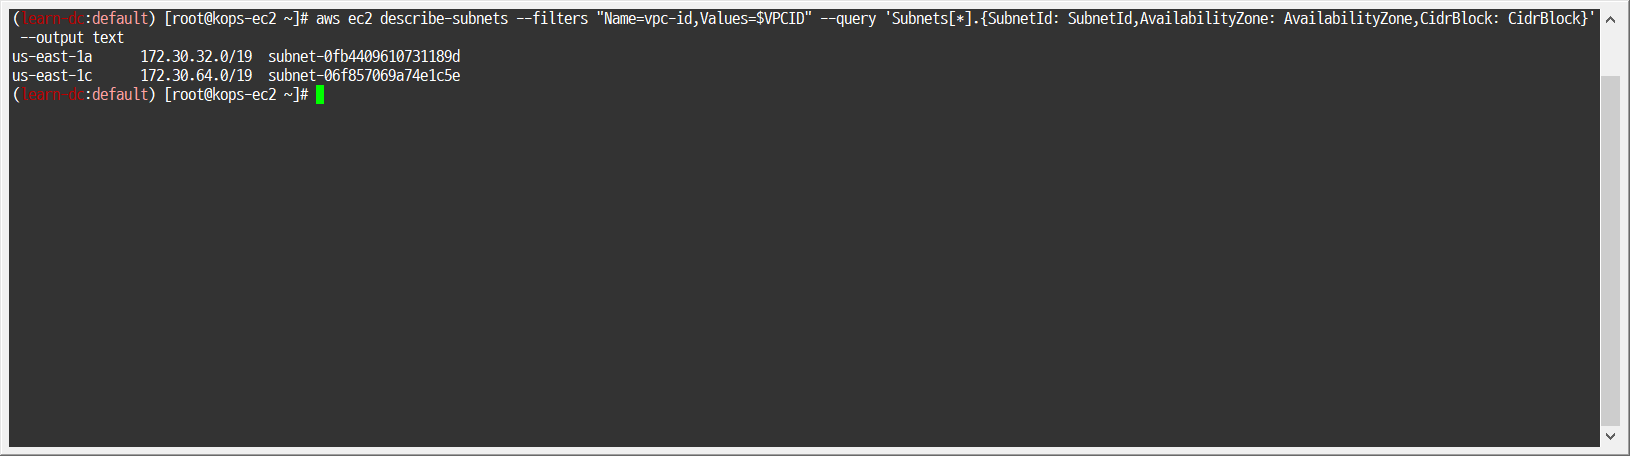 (learn-dc:default) [root@kops-ec2 ~]# aws ec2 describe-subnets --filters "Name=vpc-id,Values=$VPCID" --query 'Subnets[*].{SubnetId: SubnetId,AvailabilityZone: AvailabilityZone,CidrBlock: CidrBlock}'
 --output text
us-east-1a      172.30.32.0/19  subnet-0fb4409610731189d
us-east-1c      172.30.64.0/19  subnet-06f857069a74e1c5e
(learn-dc:default) [root@kops-ec2 ~]#